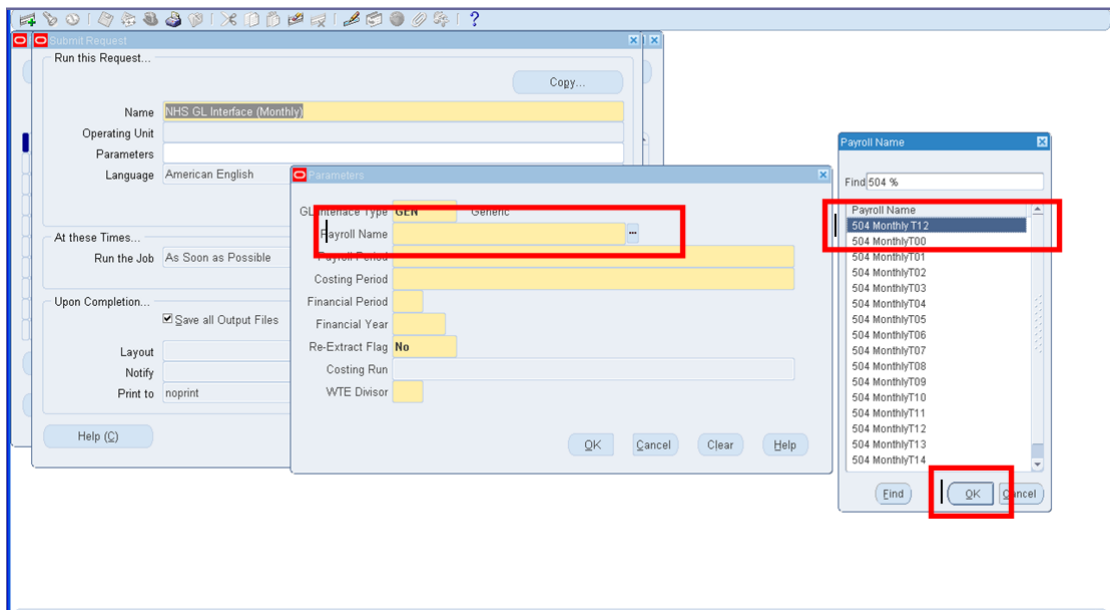 Submit Request
Run this Request...
Copy...
Name NHS GL Interface (Monthly)
Operating Unit
Parameters
Language American English
At these Times...
Run the Job As Soon as Possible
Upon Completion...
Save all Output Files
Layout
Notify
Print to noprint
Help (C)
Parameters
GL Interface Type GEN Generic
Payroll Name
Payroll Period
Costing Period
Financial Period
Financial Year
Re-Extract Flag No
Costing Run
WTE Divisor
OK Cancel Clear Help
Payroll Name
Find 504 %
Payroll Name
504 Monthly T12
504 MonthlyT00
504 MonthlyT01
504 MonthlyT02
504 MonthlyT03
504 MonthlyT04
504 MonthlyT05
504 MonthlyT06
504 MonthlyT07
504 MonthlyT08
504 MonthlyT09
504 MonthlyT10
504 MonthlyT11
504 MonthlyT12
504 MonthlyT13
504 MonthlyT14
Find OK Cancel